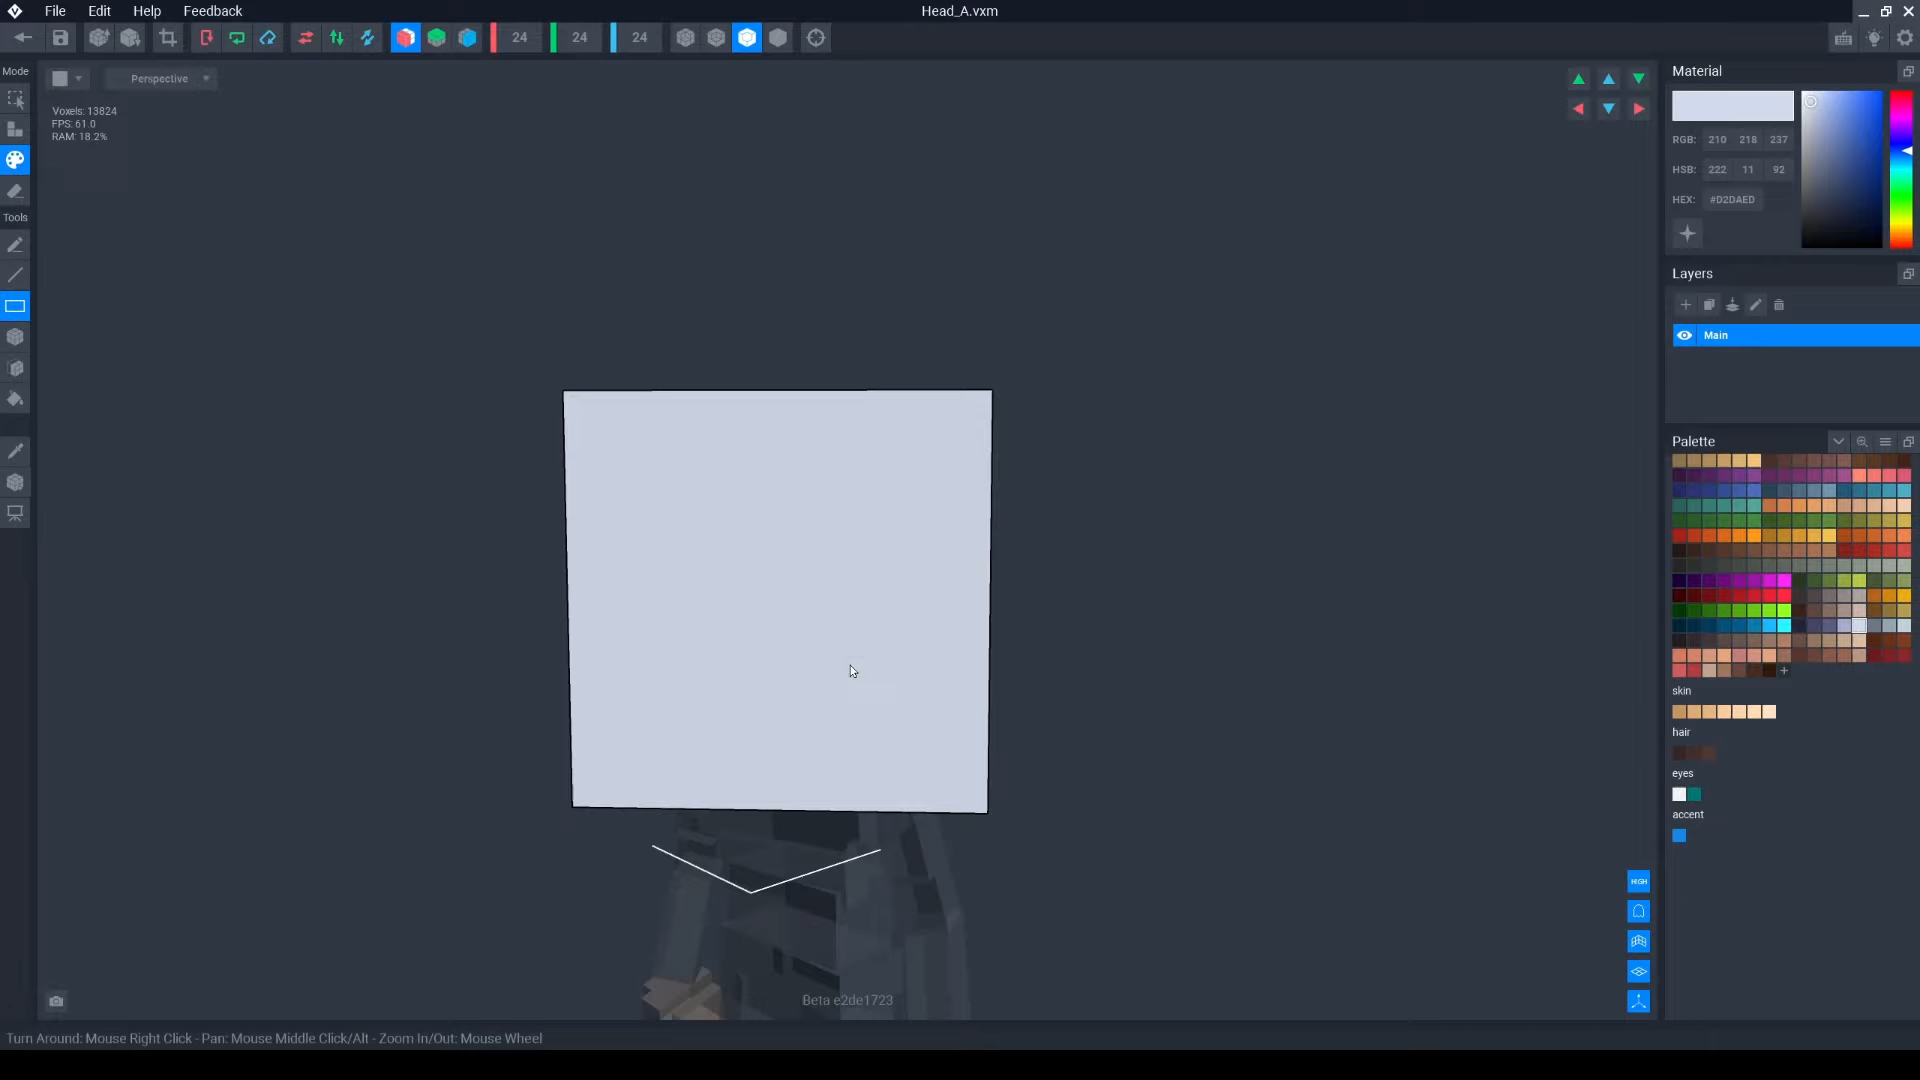 File Edit Help Feedback Head_A.vxm
24 24 24
Mode
Perspective
Voxels: 13824
FPS: 61.0
RAM: 18.2%
Tools
Material
RGB: 210 218 237
HSB: 222 11 92
HEX: #D2DAED
Layers
Main
Palette
skin
hair
eyes
accent
HIGH
Beta e2de1723
Turn Around: Mouse Right Click - Pan: Mouse Middle Click/Alt - Zoom In/Out: Mouse Wheel